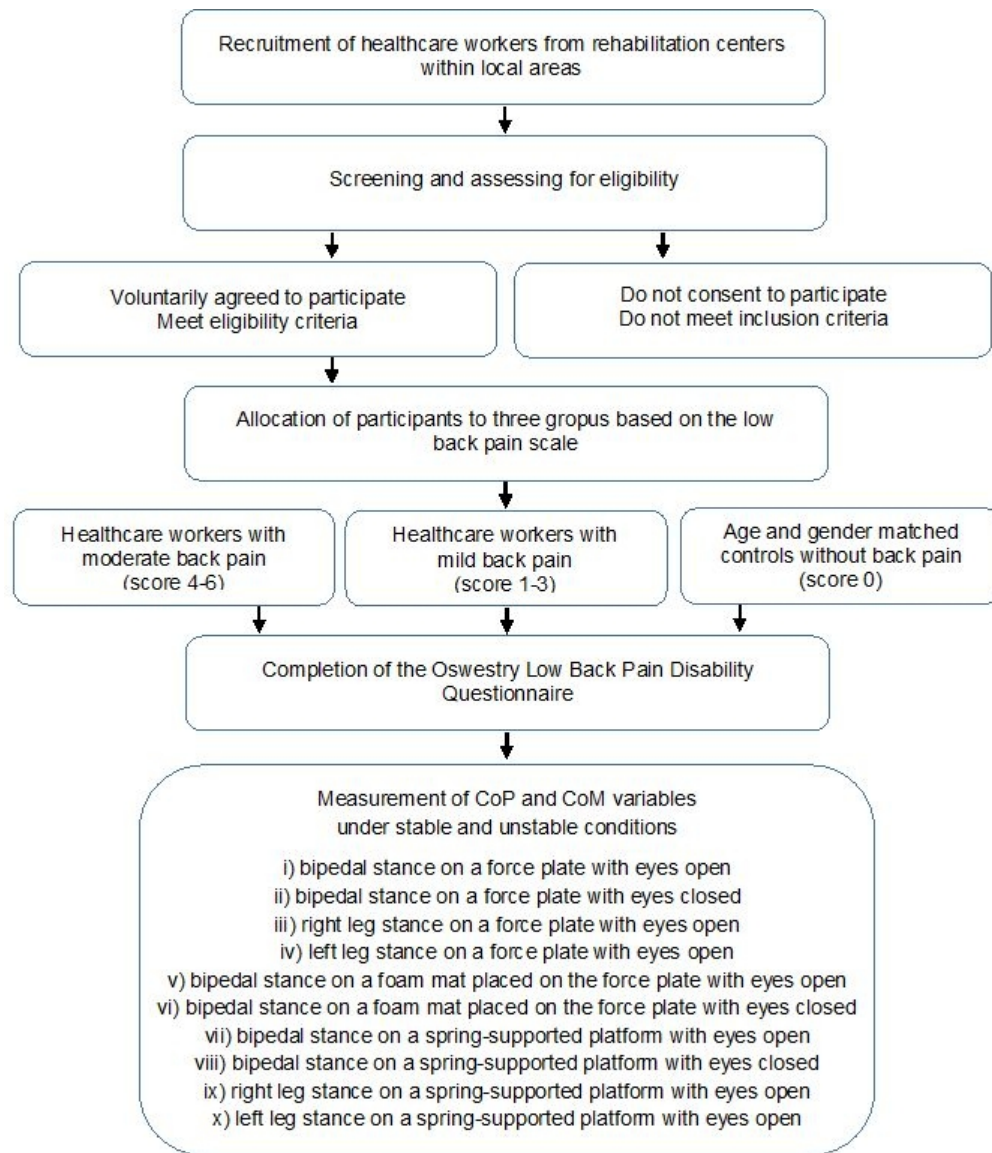 Recruitment of healthcare workers from rehabilitation centers
within local areas
Screening and assessing for eligibility
Voluntarily agreed to participate
Meet eligibility criteria
Do not consent to participate
Do not meet inclusion criteria
Allocation of participants to three gropus based on the low
back pain scale
Healthcare workers with
moderate back pain
(score 4-6)
Healthcare workers with
mild back pain
(score 1-3)
Age and gender matched
controls without back pain
(score 0)
Completion of the Oswestry Low Back Pain Disability
Questionnaire
Measurement of CoP and CoM variables
under stable and unstable conditions
i) bipedal stance on a force plate with eyes open
ii) bipedal stance on a force plate with eyes closed
iii) right leg stance on a force plate with eyes open
iv) left leg stance on a force plate with eyes open
v) bipedal stance on a foam mat placed on the force plate with eyes open
vi) bipedal stance on a foam mat placed on the force plate with eyes closed
vii) bipedal stance on a spring-supported platform with eyes open
viii) bipedal stance on a spring-supported platform with eyes closed
ix) right leg stance on a spring-supported platform with eyes open
x) left leg stance on a spring-supported platform with eyes open